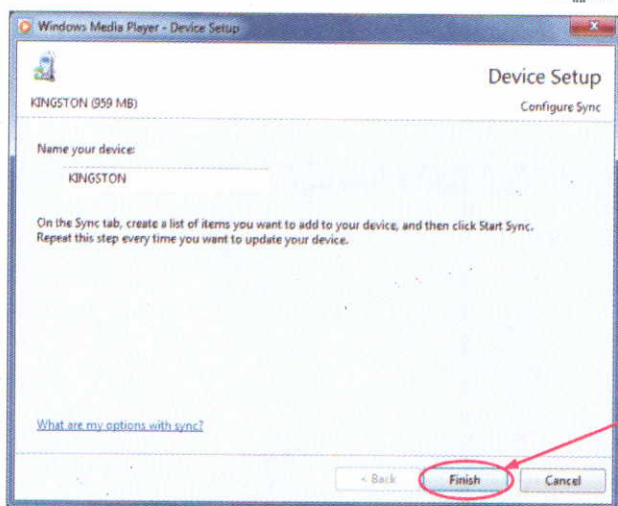 Windows Media Player - Device Setup
Device Setup
KINGSTON (959 MB)
Configure Sync
Name your device:
KINGSTON
On the Sync tab, create a list of items you want to add to your device, and then click Start Sync.
Repeat this step every time you want to update your device.
What are my options with sync?
< Back
Finish
Cancel